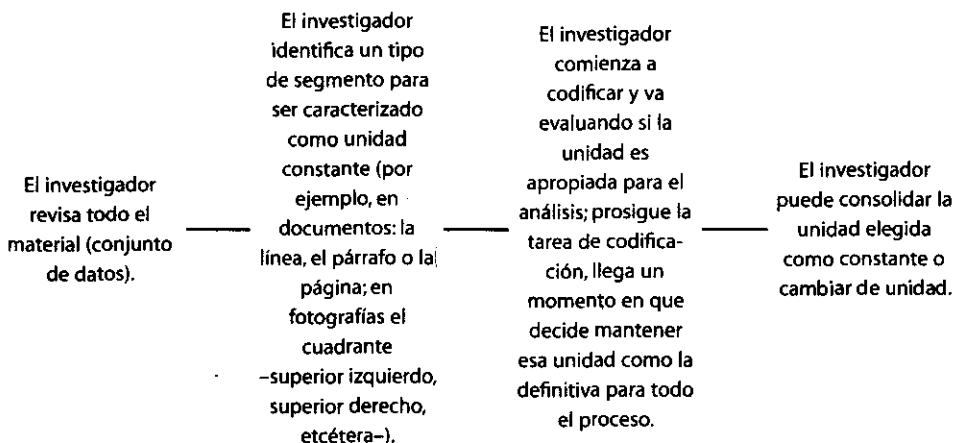 El investigador
revisa todo el
material (conjunto
de datos).
El investigador
identifica un tipo
de segmento para
ser caracterizado
como unidad
constante (por
ejemplo, en
documentos: la
línea, el párrafo o la
página; en
fotografías el
cuadrante
–superior izquierdo,
superior derecho,
etcétera–).
El investigador
comienza a
codificar y va
evaluando si la
unidad es
apropiada para el
análisis; prosigue la
tarea de codifica-
ción, llega un
momento en que
decide mantener
esa unidad como la
definitiva para todo
el proceso.
El investigador
puede consolidar la
unidad elegida
como constante o
cambiar de unidad.